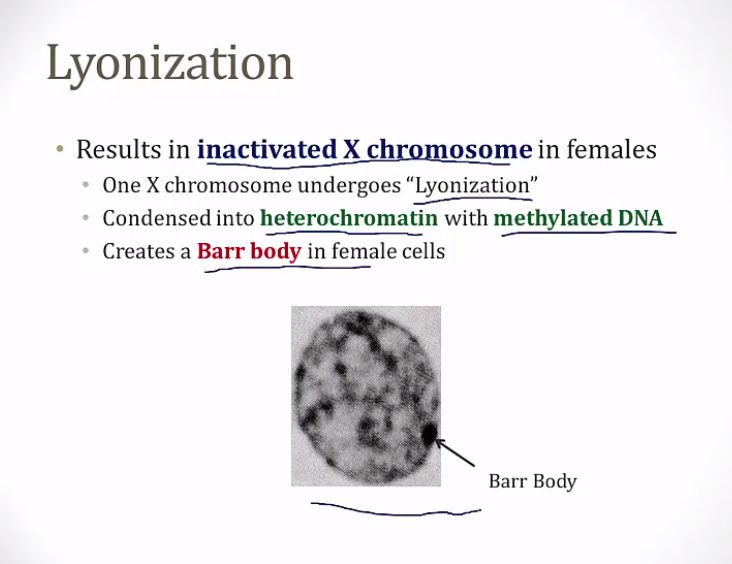 Lyonization
• Results in inactivated X chromosome in females
• One X chromosome undergoes “Lyonization”
• Condensed into heterochromatin with methylated DNA
• Creates a Barr body in female cells
Barr Body